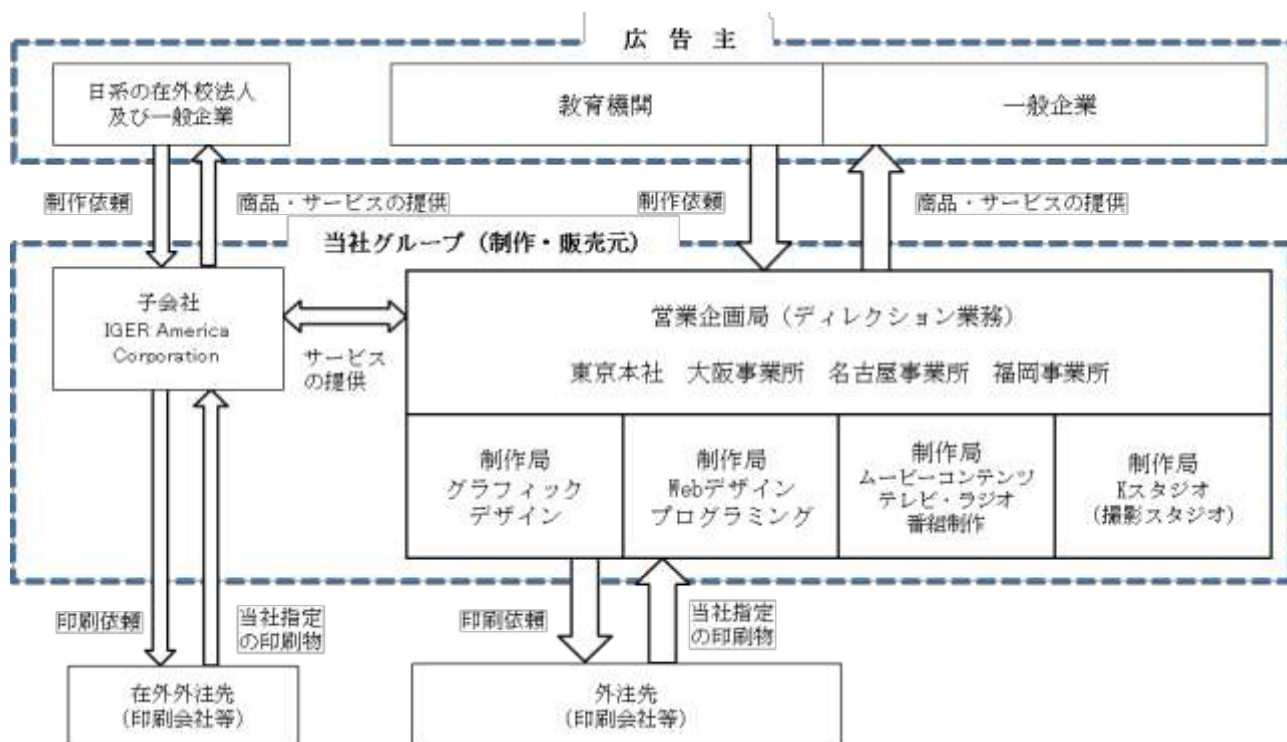 広 告 主
日系の在外校法人
及び一般企業
教育機関
一般企業
制作依頼
商品・サービスの提供
制作依頼
商品・サービスの提供
当社グループ（制作・販売元）
子会社
IGER America
Corporation
サービス
の提供
営業企画局（ディレクション業務）
東京本社　大阪事業所　名古屋事業所　福岡事業所
制作局
グラフィック
デザイン
制作局
Webデザイン
プログラミング
制作局
ムービーコンテンツ
テレビ・ラジオ
番組制作
制作局
Kスタジオ
(撮影スタジオ)
印刷依頼
当社指定
の印刷物
印刷依頼
当社指定
の印刷物
在外外注先
(印刷会社等)
外注先
(印刷会社等)